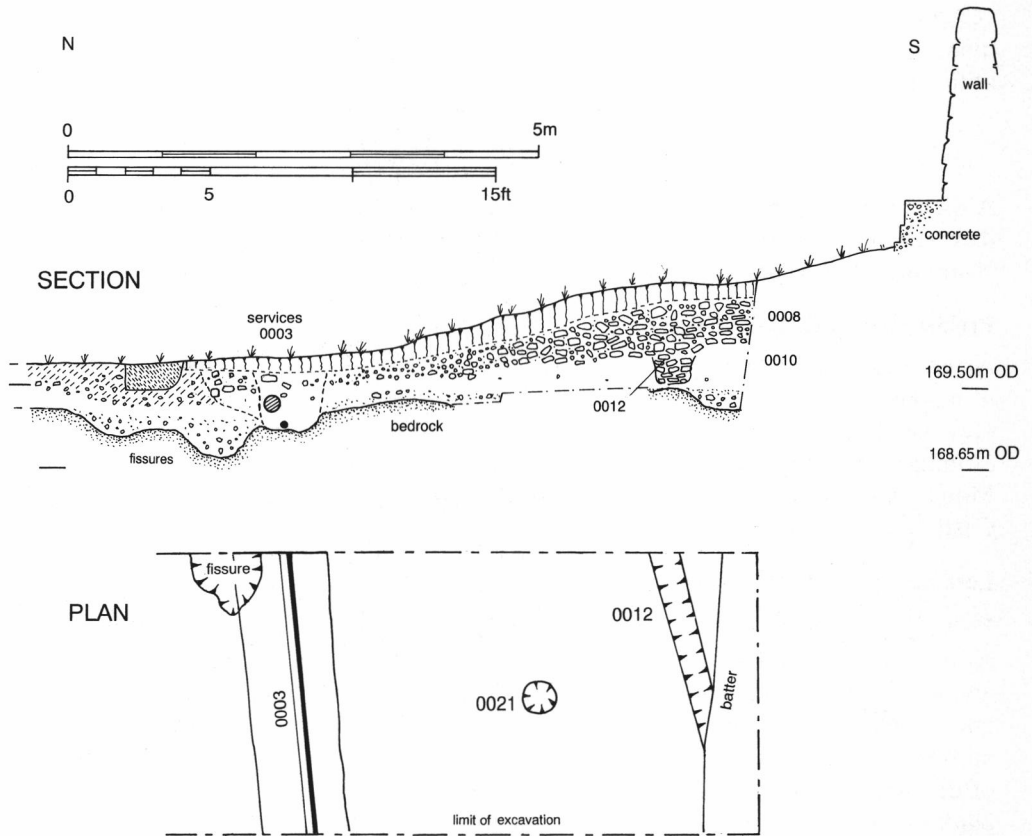 N
S
wall
0
5m
0
5
15ft
concrete
SECTION
services
0003
0008
0010
169.50m OD
0012
bedrock
168.65m OD
fissures
fissure
PLAN
0012
0003
0021
batter
limit of excavation